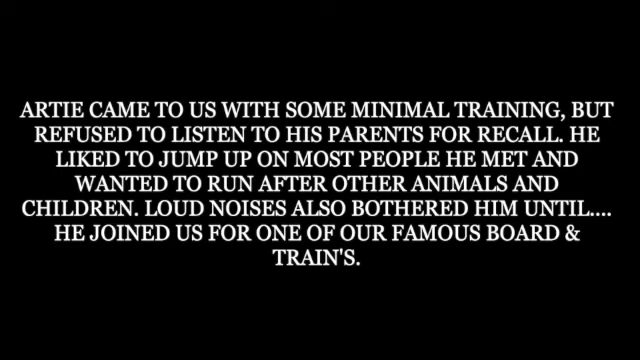 ARTIE CAME TO US WITH SOME MINIMAL TRAINING, BUT
REFUSED TO LISTEN TO HIS PARENTS FOR RECALL. HE
LIKED TO JUMP UP ON MOST PEOPLE HE MET AND
WANTED TO RUN AFTER OTHER ANIMALS AND
CHILDREN. LOUD NOISES ALSO BOTHERED HIM UNTIL....
HE JOINED US FOR ONE OF OUR FAMOUS BOARD &
TRAIN'S.